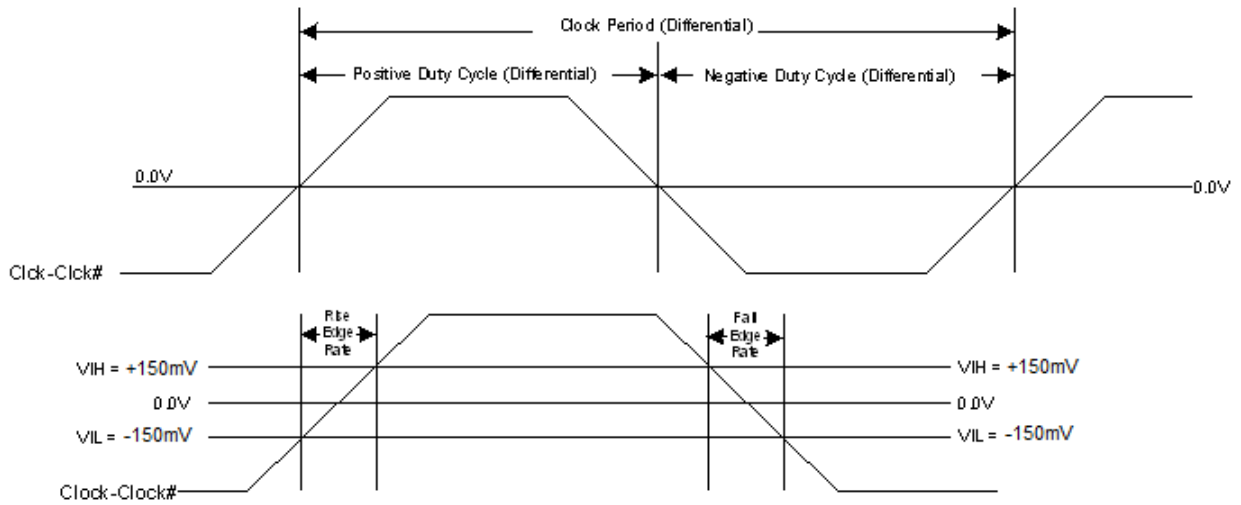 Clock Period (Differential)
Positive Duty Cycle (Differential)
Negative Duty Cycle (Differential)
0.0V
0.0V
Clck-Clck#
Rise
Edge
Rate
Fall
Edge
Rate
VIH = +150mV
VIH = +150mV
0.0V
0.0V
VIL = -150mV
VIL = -150mV
Clock-Clock#